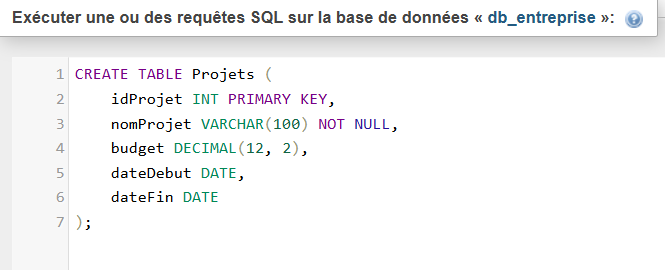 Exécuter une ou des requêtes SQL sur la base de données « db_entreprise »:
1 CREATE TABLE Projets (
2 idProjet INT PRIMARY KEY,
3 nomProjet VARCHAR(100) NOT NULL,
4 budget DECIMAL(12, 2),
5 dateDebut DATE,
6 dateFin DATE
7 );